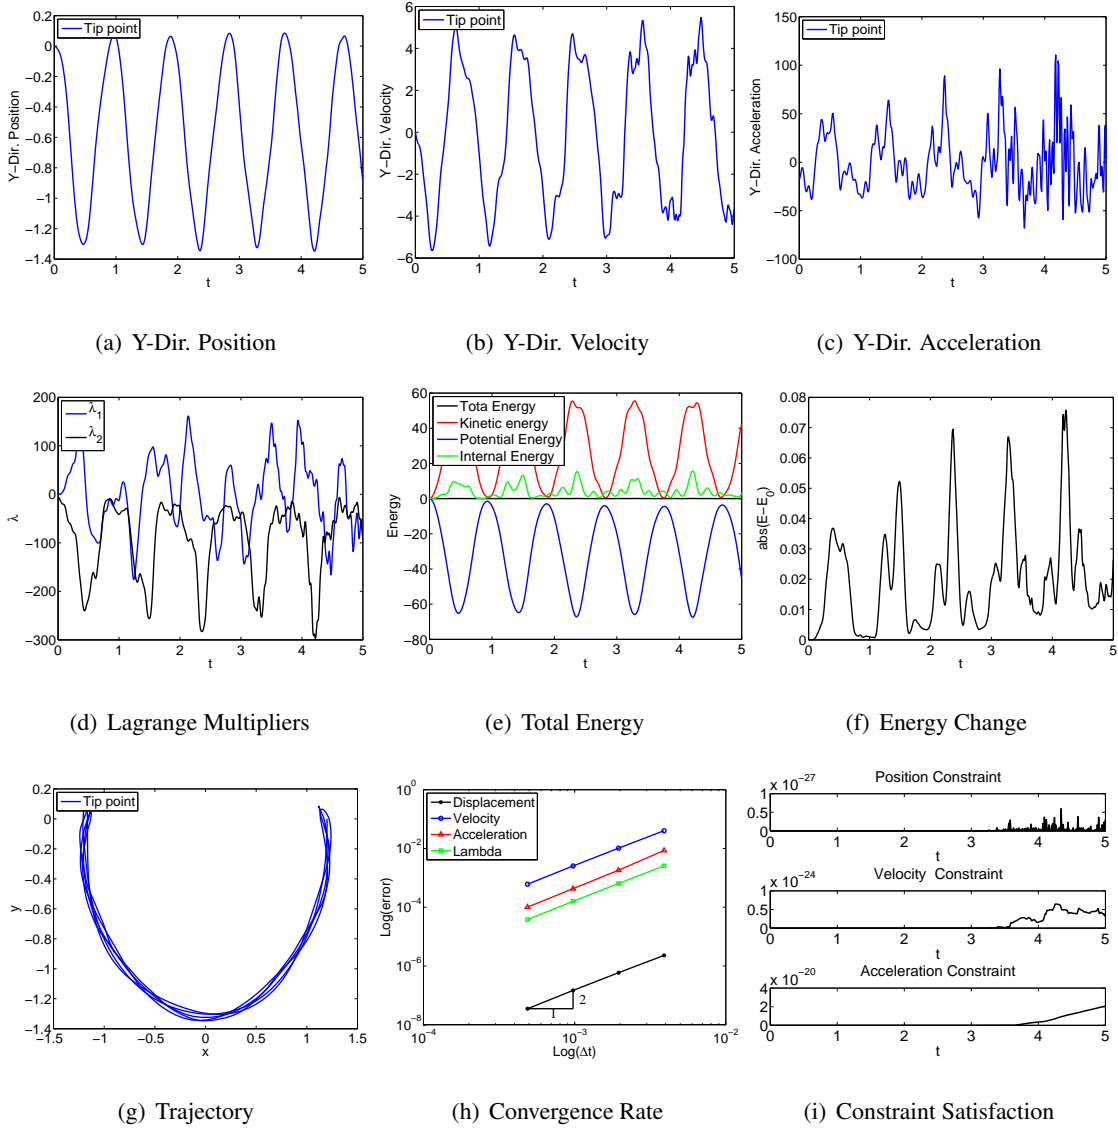 Tip point
Y-Dir. Position
0.2
0
−0.2
−0.4
−0.6
−0.8
−1
−1.2
−1.4
0 1 2 3 4 5
t
(a) Y-Dir. Position
Tip point
Y-Dir. Velocity
6
4
2
0
−2
−4
−6
0 1 2 3 4 5
t
(b) Y-Dir. Velocity
Tip point
Y-Dir. Acceleration
150
100
50
0
−50
−100
0 1 2 3 4 5
t
(c) Y-Dir. Acceleration
λ1
λ2
λ
200
100
0
−100
−200
−300
0 1 2 3 4 5
t
(d) Lagrange Multipliers
Tota Energy
Kinetic energy
Potential Energy
Internal Energy
Energy
60
40
20
0
−20
−40
−60
−80
0 1 2 3 4 5
t
(e) Total Energy
abs(E−E0)
0.08
0.07
0.06
0.05
0.04
0.03
0.02
0.01
0
0 1 2 3 4 5
t
(f) Energy Change
Tip point
y
0.2
0
−0.2
−0.4
−0.6
−0.8
−1
−1.2
−1.4
−1.5 −1 −0.5 0 0.5 1 1.5
x
(g) Trajectory
Displacement
Velocity
Acceleration
Lambda
Log(error)
10^0
10^−2
10^−4
10^−6
10^−8
2
1
10^−4 10^−3 10^−2
Log(Δt)
(h) Convergence Rate
x 10^−27
Position Constraint
1
0.5
0
0 1 2 3 4 5
t
x 10^−24
Velocity Constraint
1
0.5
0
0 1 2 3 4 5
t
x 10^−20
Acceleration Constraint
4
2
0
0 1 2 3 4 5
t
(i) Constraint Satisfaction